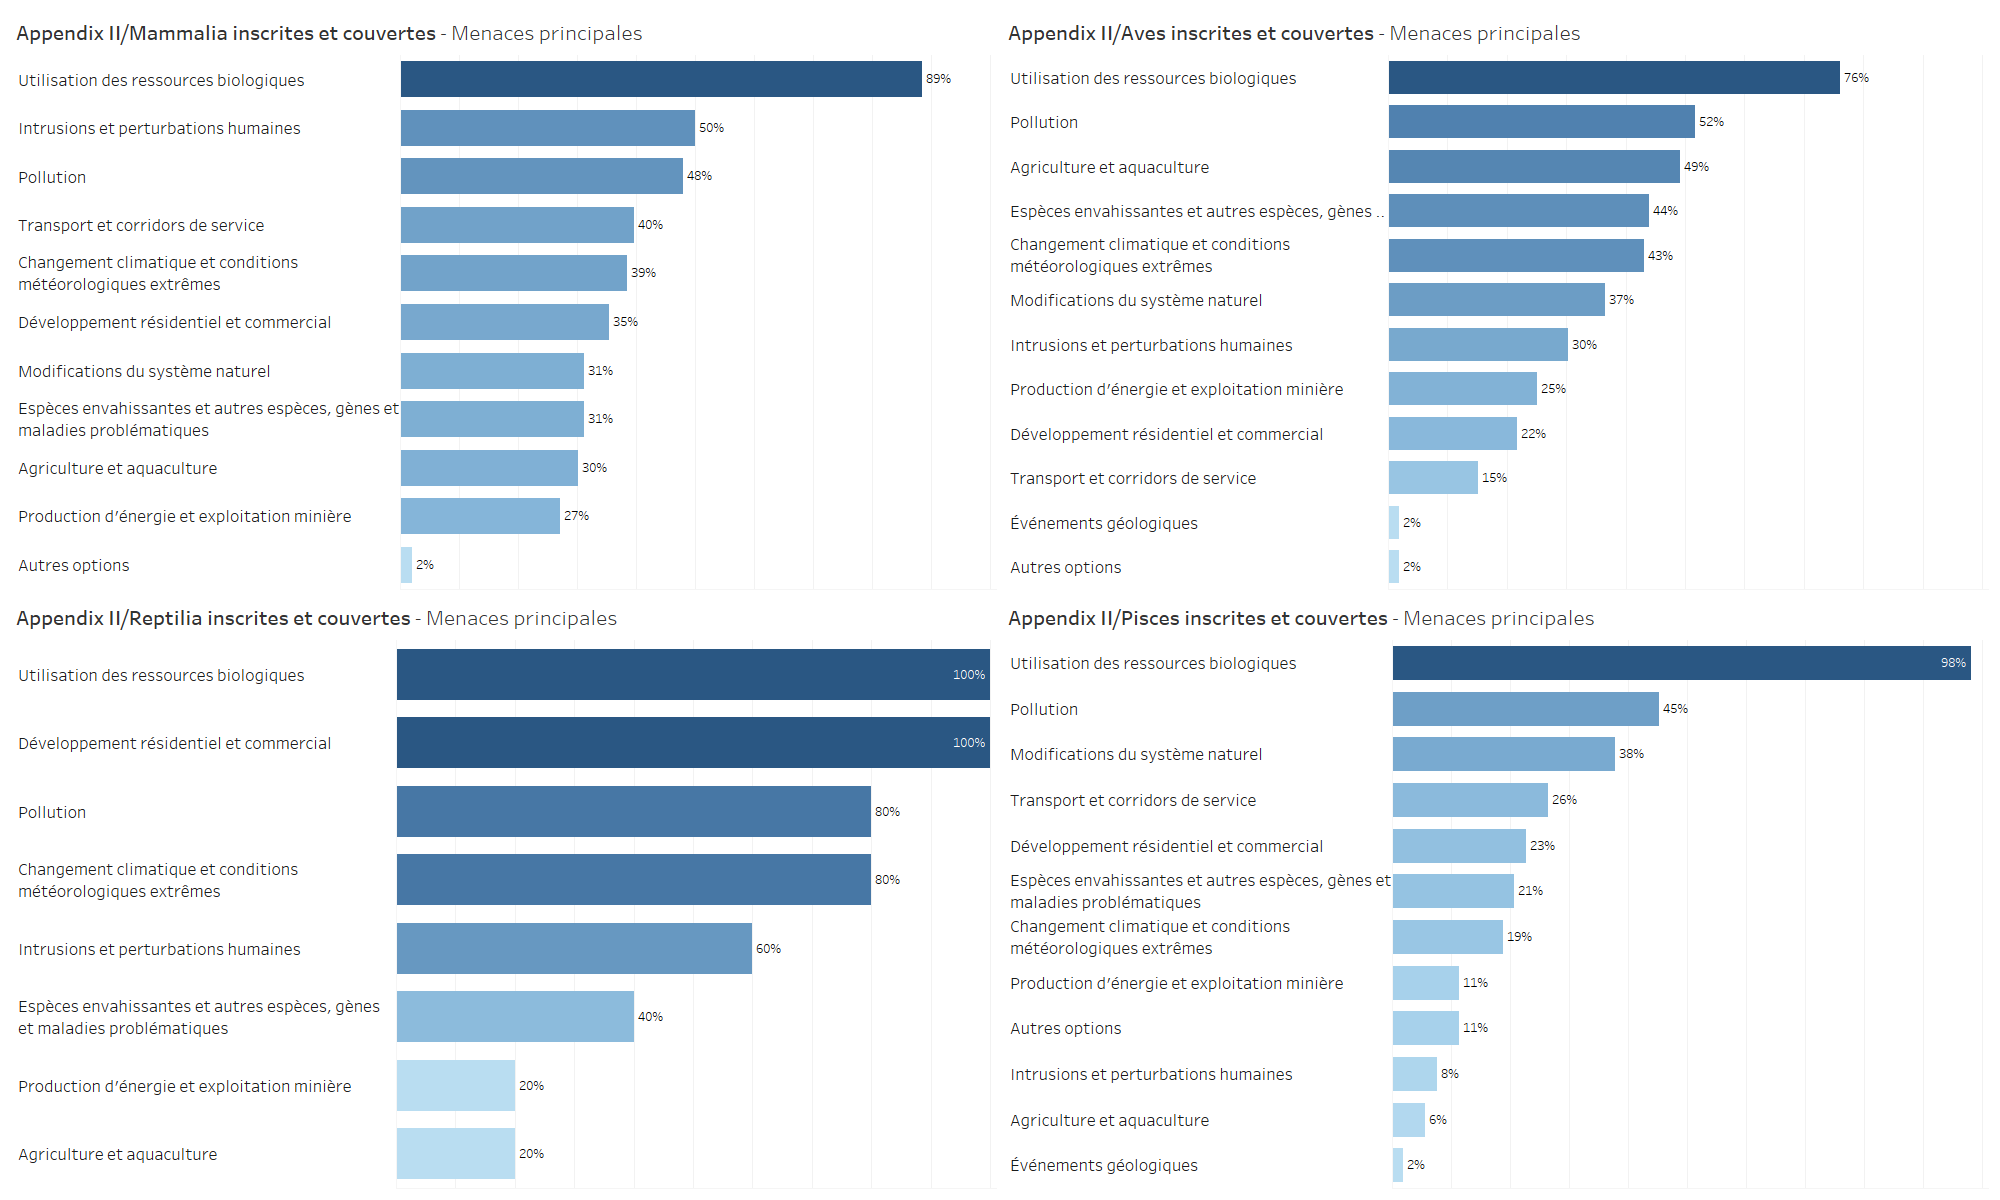 Appendix II/Mammalia inscrites et couvertes - Menaces principales
Utilisation des ressources biologiques 89%
Intrusions et perturbations humaines 50%
Pollution 48%
Transport et corridors de service 40%
Changement climatique et conditions
météorologiques extrêmes 39%
Développement résidentiel et commercial 35%
Modifications du système naturel 31%
Espèces envahissantes et autres espèces, gènes et
maladies problématiques 31%
Agriculture et aquaculture 30%
Production d'énergie et exploitation minière 27%
Autres options 2%
Appendix II/Aves inscrites et couvertes - Menaces principales
Utilisation des ressources biologiques 76%
Pollution 52%
Agriculture et aquaculture 49%
Espèces envahissantes et autres espèces, gènes .. 44%
Changement climatique et conditions
météorologiques extrêmes 43%
Modifications du système naturel 37%
Intrusions et perturbations humaines 30%
Production d'énergie et exploitation minière 25%
Développement résidentiel et commercial 22%
Transport et corridors de service 15%
Événements géologiques 2%
Autres options 2%
Appendix II/Reptilia inscrites et couvertes - Menaces principales
Utilisation des ressources biologiques 100%
Développement résidentiel et commercial 100%
Pollution 80%
Changement climatique et conditions
météorologiques extrêmes 80%
Intrusions et perturbations humaines 60%
Espèces envahissantes et autres espèces, gènes
et maladies problématiques 40%
Production d'énergie et exploitation minière 20%
Agriculture et aquaculture 20%
Appendix II/Pisces inscrites et couvertes - Menaces principales
Utilisation des ressources biologiques 98%
Pollution 45%
Modifications du système naturel 38%
Transport et corridors de service 26%
Développement résidentiel et commercial 23%
Espèces envahissantes et autres espèces, gènes et
maladies problématiques 21%
Changement climatique et conditions
météorologiques extrêmes 19%
Production d'énergie et exploitation minière 11%
Autres options 11%
Intrusions et perturbations humaines 8%
Agriculture et aquaculture 6%
Événements géologiques 2%